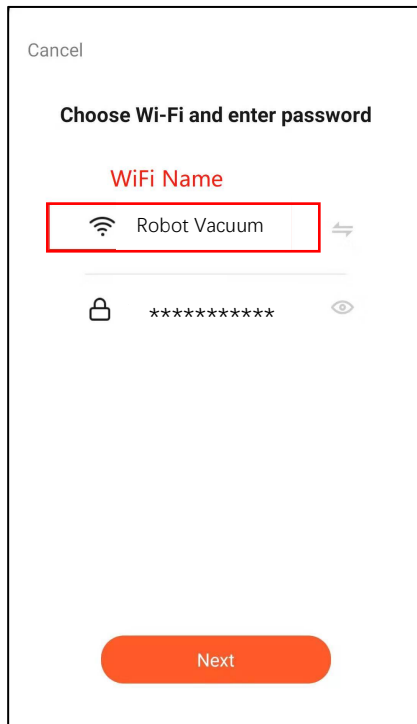 Cancel
Choose Wi-Fi and enter password
WiFi Name
Robot Vacuum
***********
Next